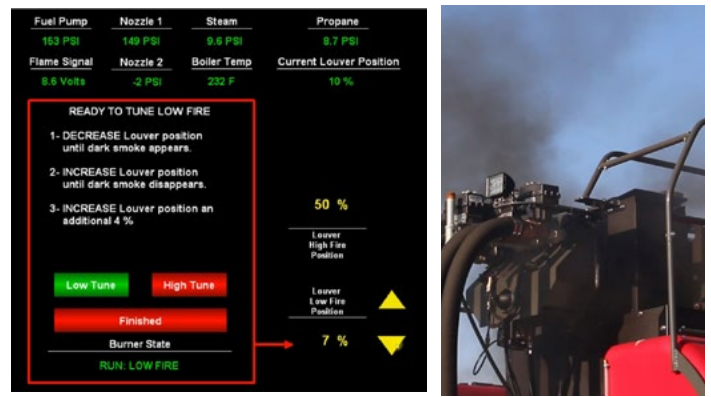 Fuel Pump Nozzle 1 Steam Propane
153 PSI 149 PSI 9.6 PSI 8.7 PSI
Flame Signal Nozzle 2 Boiler Temp Current Louver Position
8.6 Volts -2 PSI 232 F 10 %
READY TO TUNE LOW FIRE
1- DECREASE Louver position
until dark smoke appears.
2- INCREASE Louver position
until dark smoke disappears.
3- INCREASE Louver position an
additional 4 %
50 %
Louver
High Fire
Position
Low Tune High Tune
Louver
Low Fire
Position
Finished
Burner State
7 %
RUN: LOW FIRE